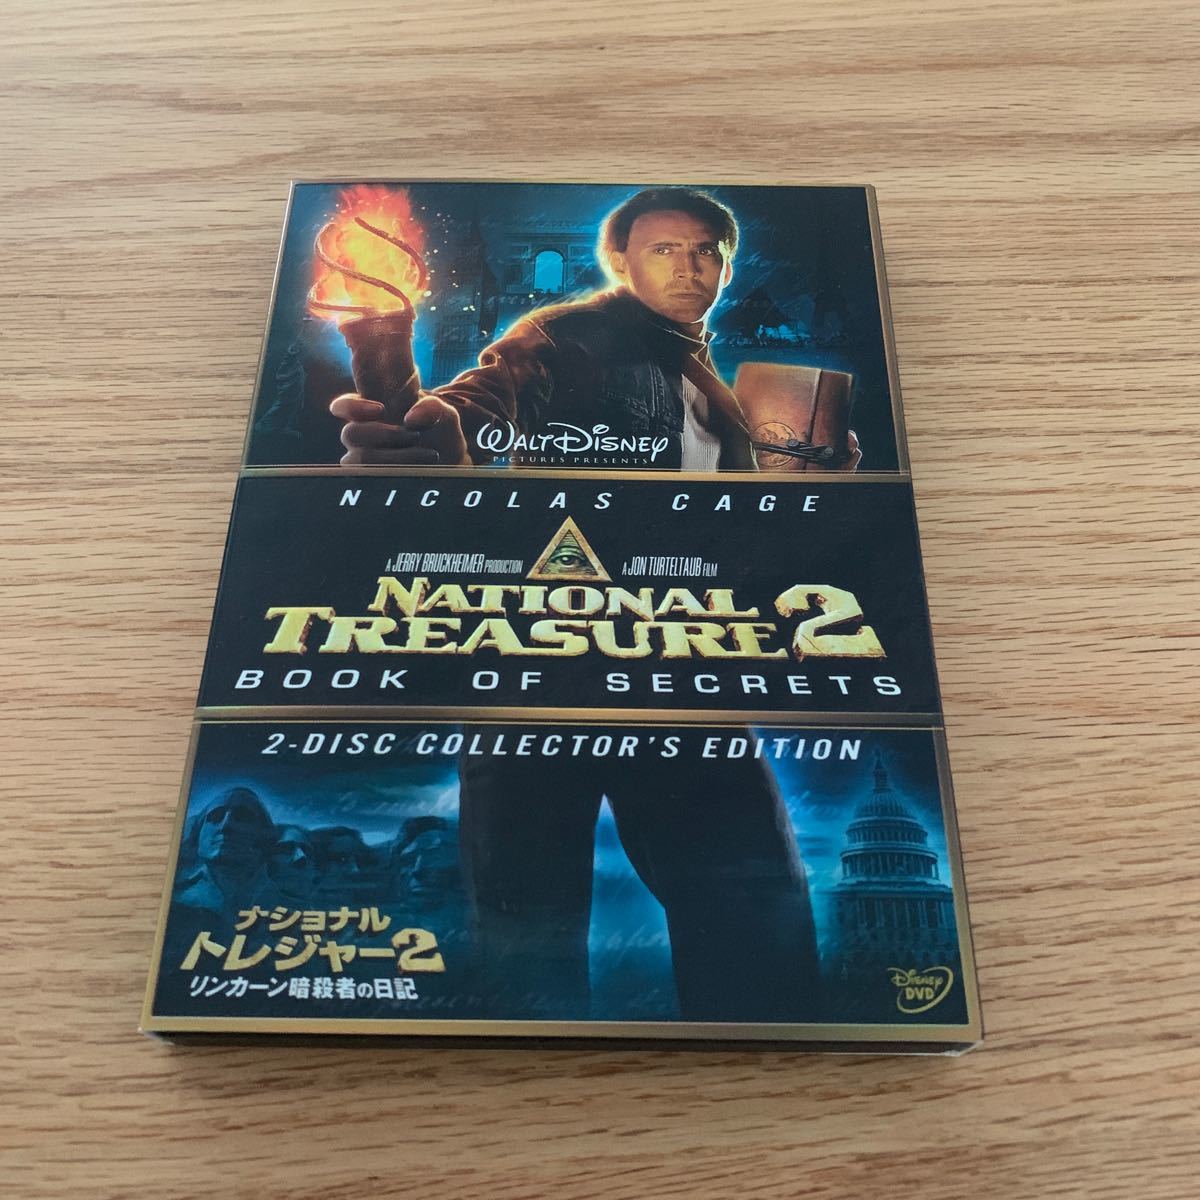 WALT DISNEY
PICTURES PRESENTS
NICOLAS CAGE
A JERRY BRUCKHEIMER PRODUCTION
A JON TURTELTAUB FILM
NATIONAL
TREASURE 2
BOOK OF SECRETS
2-DISC COLLECTOR'S EDITION
ナショナル
トレジャー2
リンカーン暗殺者の日記
Disney
DVD